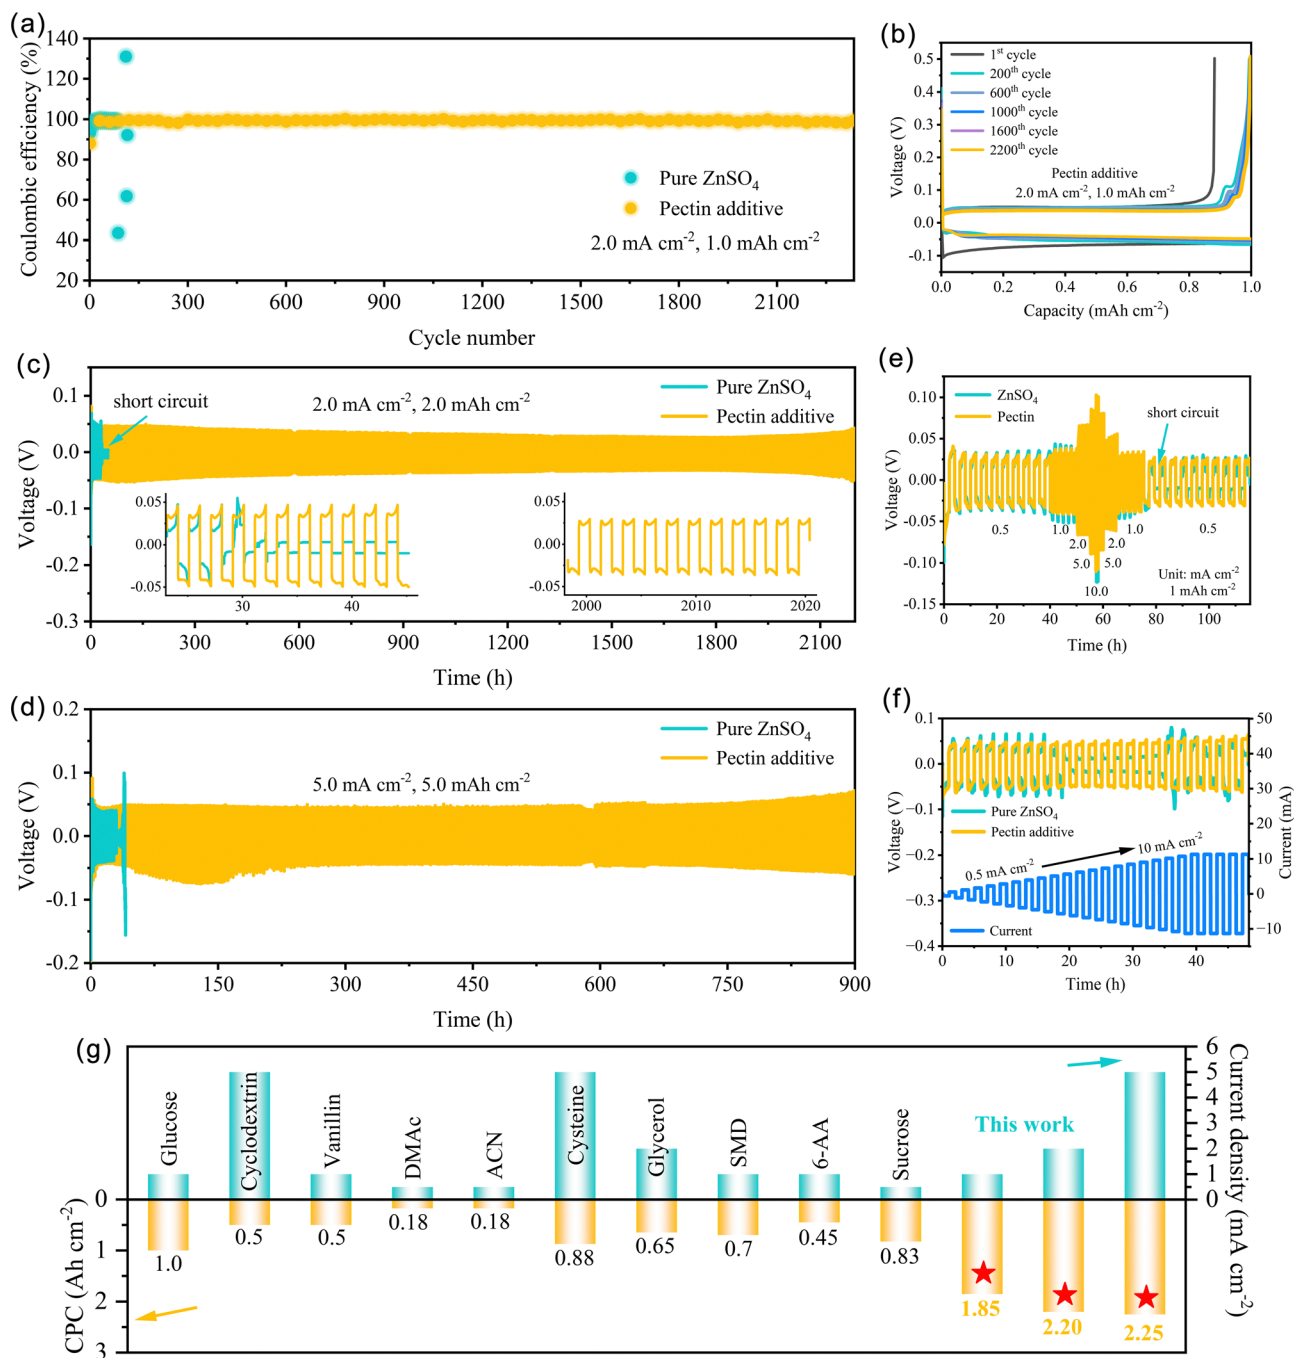 (a)
140
120
100
80
60
40
20
Coulombic efficiency (%)
0
300
600
900
1200
1500
1800
2100
Cycle number
Pure ZnSO₄
Pectin additive
2.0 mA cm⁻², 1.0 mAh cm⁻²
(b)
0.5
0.4
0.3
0.2
0.1
0.0
-0.1
Voltage (V)
1ˢᵗ cycle
200ᵗʰ cycle
600ᵗʰ cycle
1000ᵗʰ cycle
1600ᵗʰ cycle
2200ᵗʰ cycle
Pectin additive
2.0 mA cm⁻², 1.0 mAh cm⁻²
0.0
0.2
0.4
0.6
0.8
1.0
Capacity (mAh cm⁻²)
(c)
0.1
0.0
-0.1
-0.2
-0.3
Voltage (V)
short circuit
2.0 mA cm⁻², 2.0 mAh cm⁻²
Pure ZnSO₄
Pectin additive
0.05
0.00
-0.05
30
40
0.05
0.00
-0.05
2000
2010
2020
0
300
600
900
1200
1500
1800
2100
Time (h)
(e)
0.10
0.05
0.00
-0.05
-0.10
-0.15
Voltage (V)
ZnSO₄
Pectin
short circuit
0.5
1.0
2.0
5.0
10.0
5.0
2.0
1.0
0.5
Unit: mA cm⁻²
1 mAh cm⁻²
0
20
40
60
80
100
Time (h)
(d)
0.2
0.1
0.0
-0.1
-0.2
Voltage (V)
5.0 mA cm⁻², 5.0 mAh cm⁻²
Pure ZnSO₄
Pectin additive
0
150
300
450
600
750
900
Time (h)
(f)
0.1
0.0
−0.1
−0.2
−0.3
−0.4
Voltage (V)
Pure ZnSO₄
Pectin additive
0.5 mA cm⁻²
10 mA cm⁻²
Current
50
40
30
20
10
0
−10
Current (mA)
0
10
20
30
40
Time (h)
(g)
Glucose
Cyclodextrin
Vanillin
DMAc
ACN
Cysteine
Glycerol
SMD
6-AA
Sucrose
This work
1.0
0.5
0.5
0.18
0.18
0.88
0.65
0.7
0.45
0.83
1.85
2.20
2.25
0
1
2
3
CPC (Ah cm⁻²)
6
5
4
3
2
1
0
Current density (mA cm⁻²)